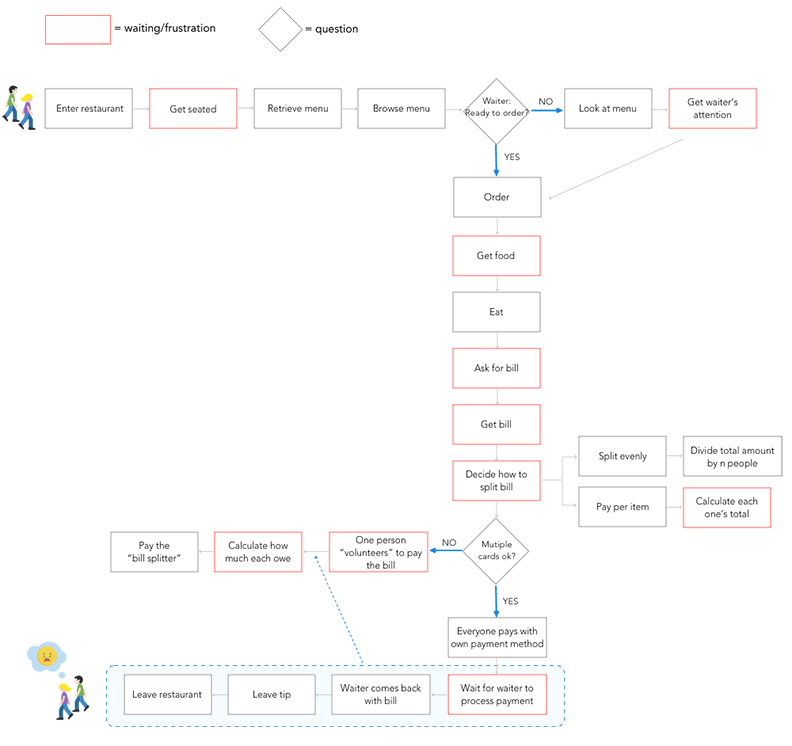 = waiting/frustration
= question
Enter restaurant
Get seated
Retrieve menu
Browse menu
Waiter:
Ready to order?
NO
Look at menu
Get waiter's
attention
YES
Order
Get food
Eat
Ask for bill
Get bill
Decide how to
split bill
Split evenly
Divide total amount
by n people
Pay per item
Calculate each
one's total
Mutiple
cards ok?
NO
One person
“volunteers” to pay
the bill
Calculate how
much each owe
Pay the
“bill splitter”
YES
Everyone pays with
own payment method
Wait for waiter to
process payment
Waiter comes back
with bill
Leave tip
Leave restaurant